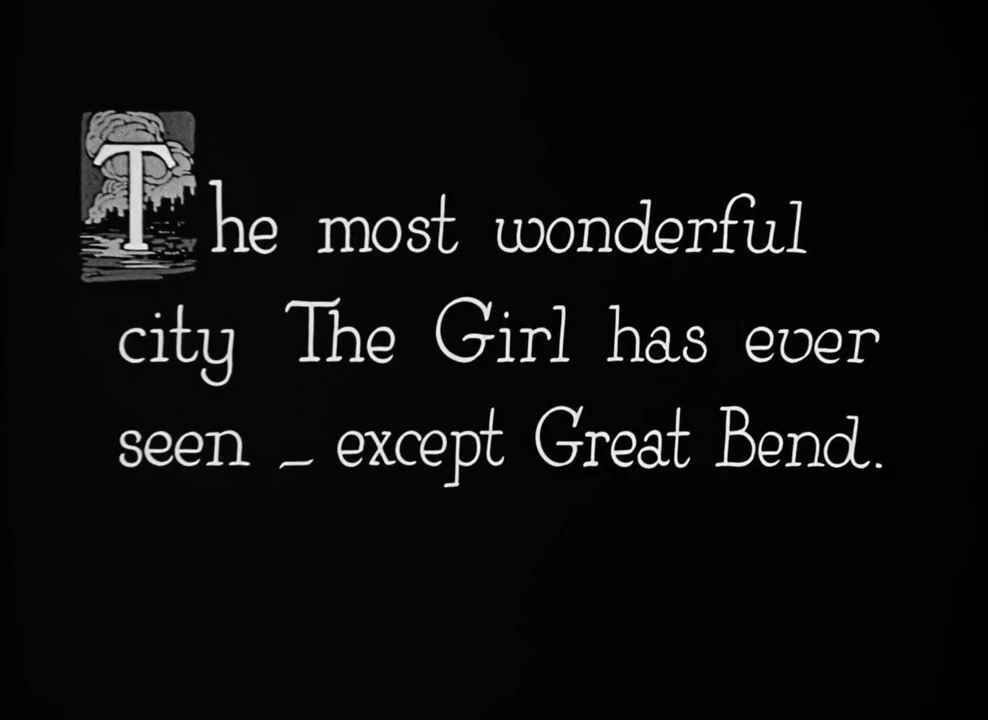 The most wonderful
city The Girl has ever
seen – except Great Bend.